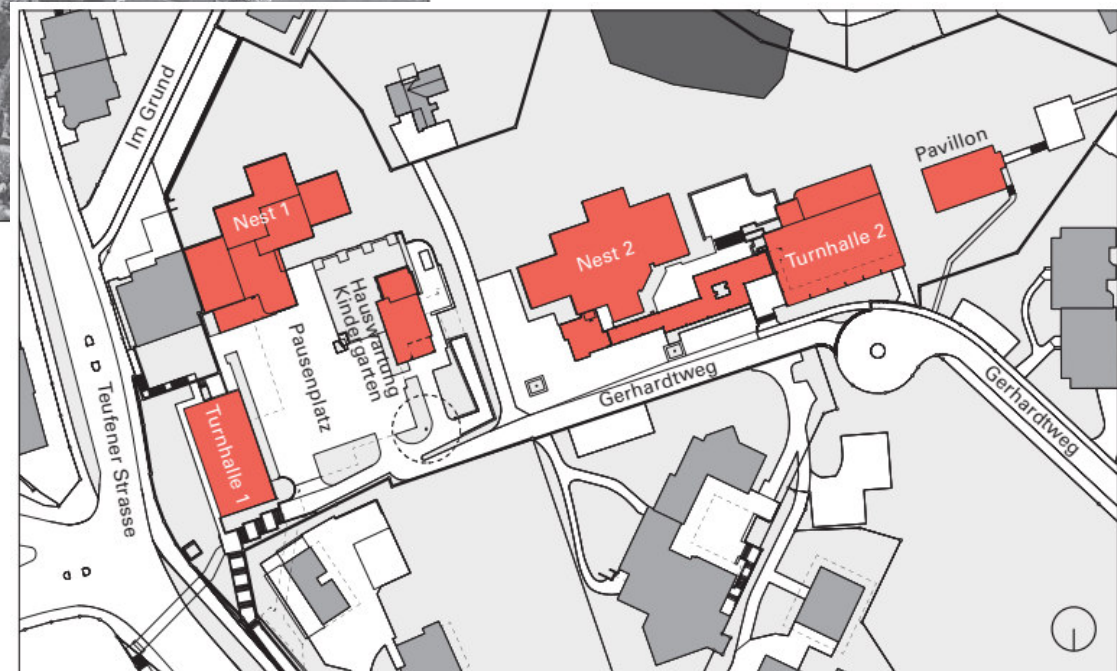 Im Grund
Pavillon
Nest 1
Nest 2
Turnhalle 2
Hauswartung
Kindergarten
Pausenplatz
Gerhardtweg
Gerhardtweg
Teufener Strasse
Turnhalle 1